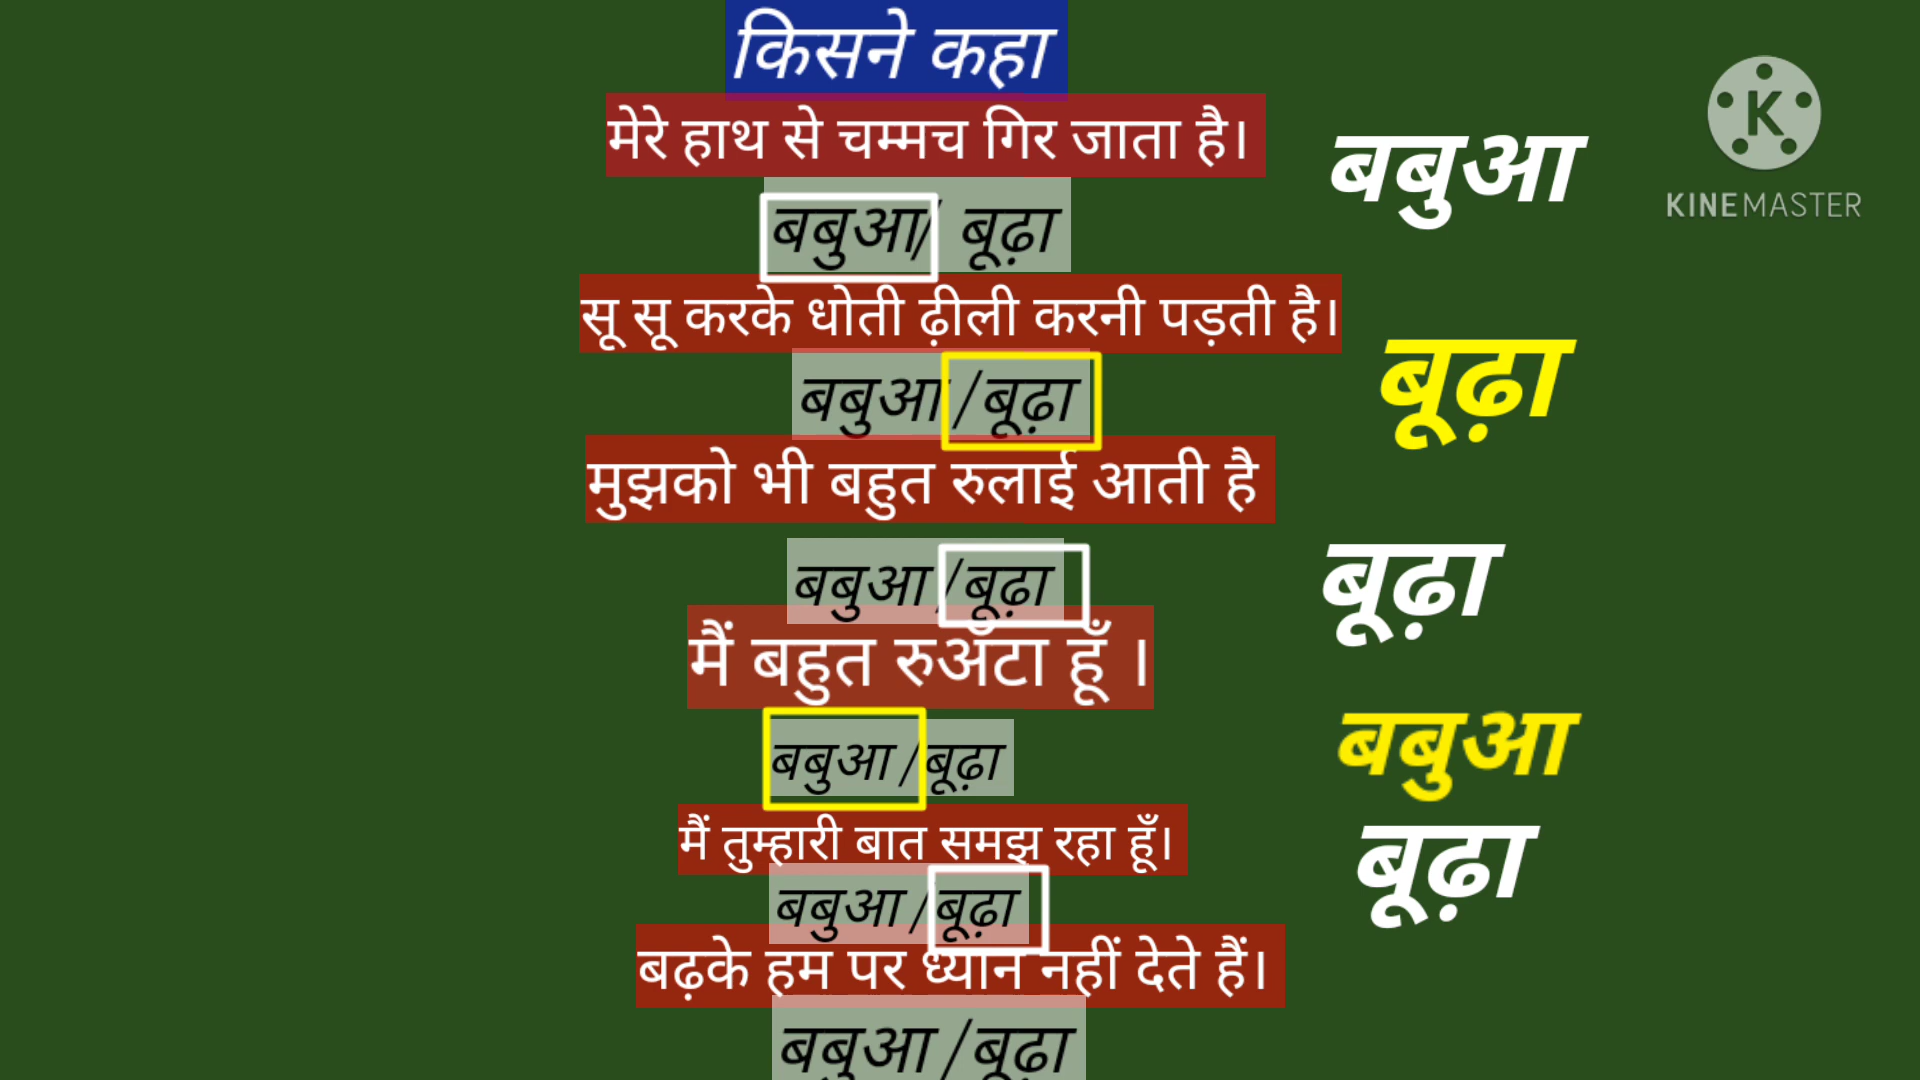 किसने कहा
मेरे हाथ से चम्मच गिर जाता है।
बबुआ/ बूढ़ा
बबुआ
KINEMASTER
सू सू करके धोती ढ़ीली करनी पड़ती है।
बबुआ /बूढ़ा
बूढ़ा
मुझको भी बहुत रुलाई आती है
बबुआ /बूढ़ा
बूढ़ा
मैं बहुत रुअँटा हूँ ।
बबुआ /बूढ़ा
बबुआ
मैं तुम्हारी बात समझ रहा हूँ।
बबुआ /बूढ़ा
बूढ़ा
बढ़के हम पर ध्यान नहीं देते हैं।
बबुआ /बूढ़ा